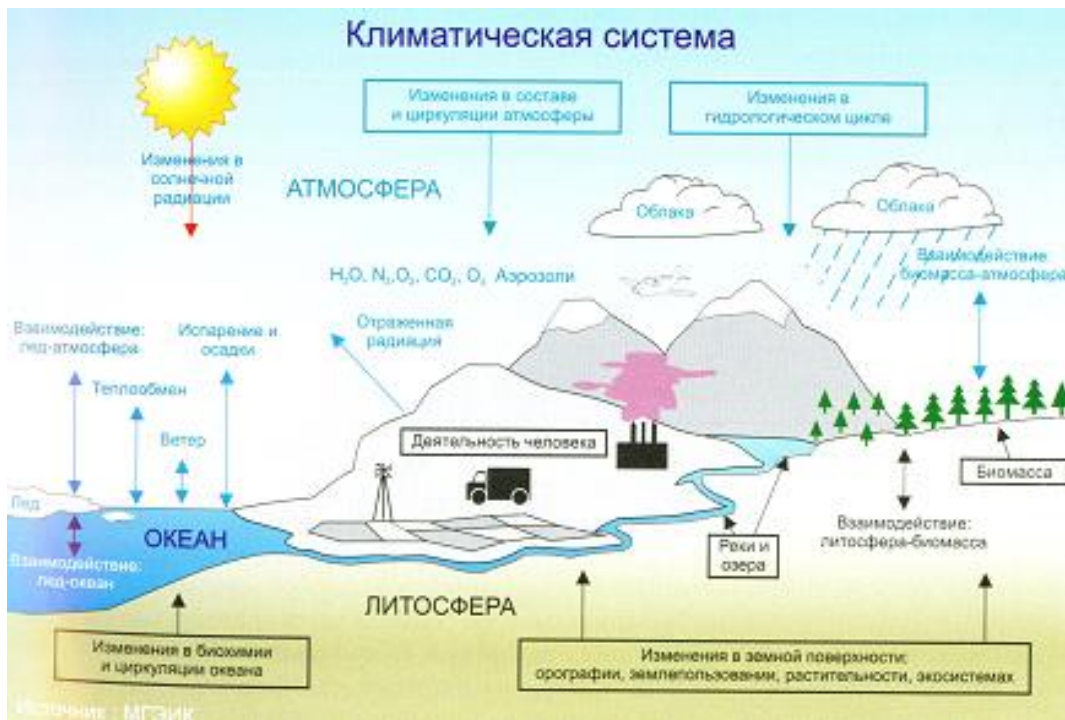 Климатическая система
Изменения в составе
и циркуляции атмосферы
Изменения в
гидрологическом цикле
Изменения в
солнечной
радиации
АТМОСФЕРА
Облака
Облака
Взаимодействие:
биомасса-атмосфера
H₂O, N₂,O₂, CO₂, O₃ Аэрозоли
Отраженная
радиация
Взаимодействие:
лед-атмосфера
Испарение и
осадки
Теплообмен
Ветер
Деятельность человека
Биомасса
Лед
ОКЕАН
Взаимодействие:
лед-океан
Реки и
озера
Взаимодействие:
литосфера-биомасса
ЛИТОСФЕРА
Изменения в биохимии
и циркуляции океана
Изменения в земной поверхности:
орографии, землепользовании, растительности, экосистемах
Источник : МГЭИК